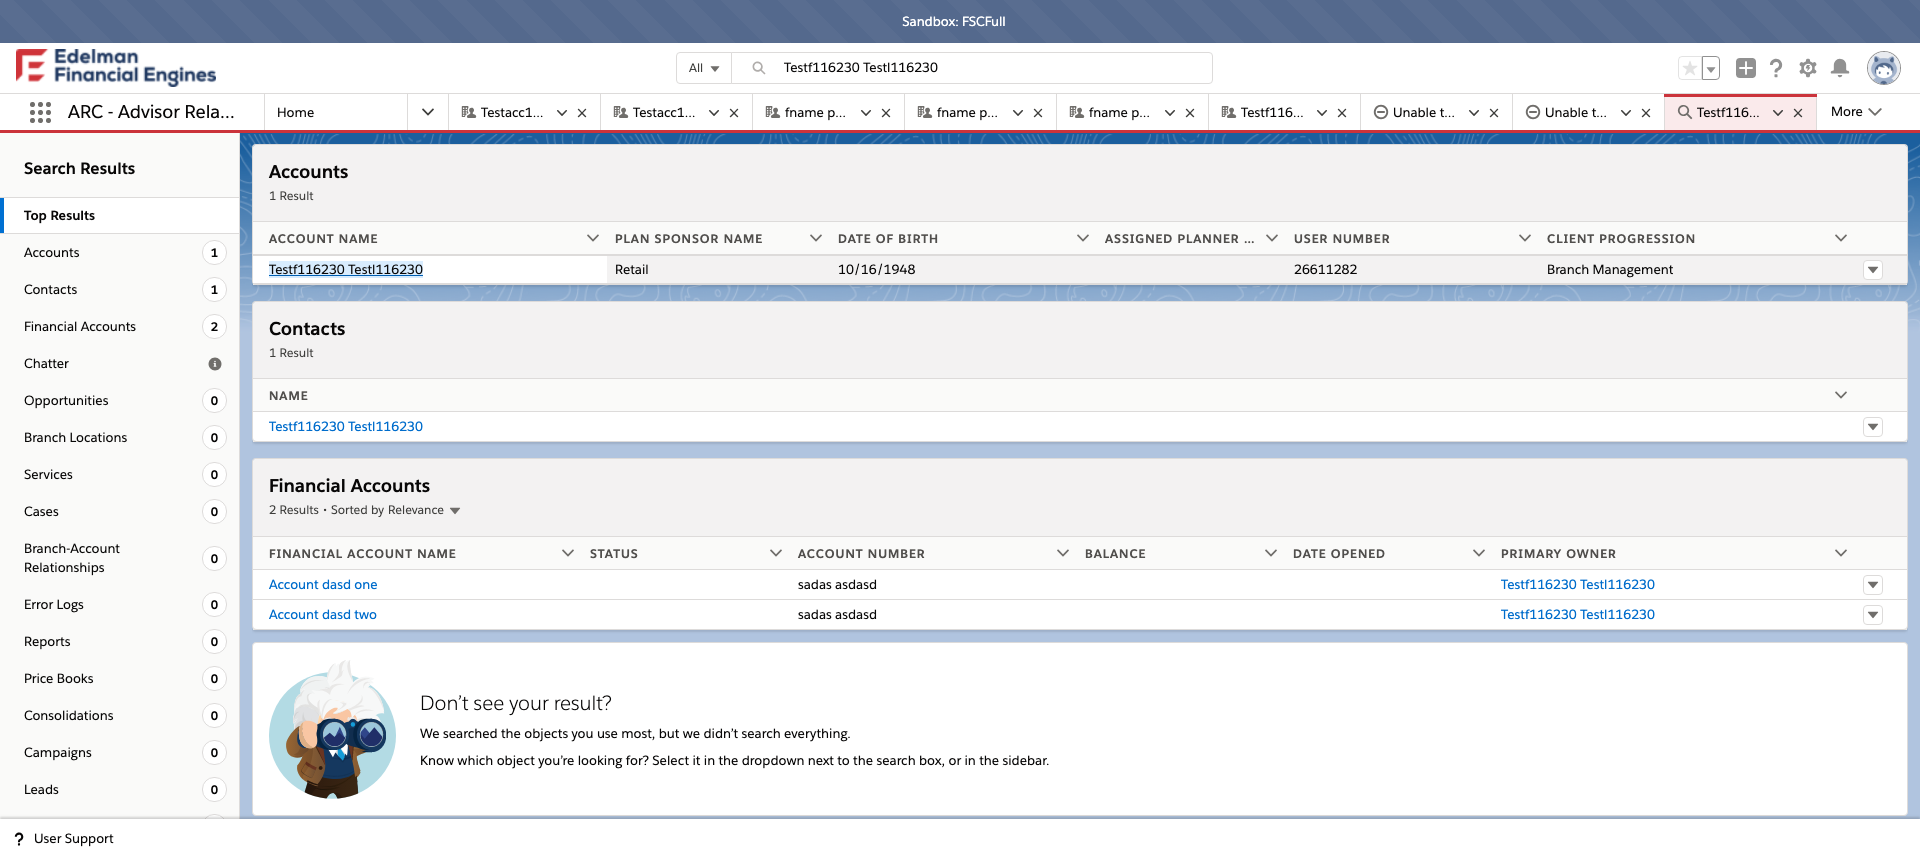 Sandbox: FSCFull
Edelman
Financial Engines
All
Testf116230 Testl116230
ARC - Advisor Rela...
Home
Testacc1...
Testacc1...
fname p...
fname p...
fname p...
Testf116...
Unable t...
Unable t...
Testf116...
More
Search Results
Top Results
Accounts 1
Contacts 1
Financial Accounts 2
Chatter
Opportunities 0
Branch Locations 0
Services 0
Cases 0
Branch-Account
Relationships 0
Error Logs 0
Reports 0
Price Books 0
Consolidations 0
Campaigns 0
Leads 0
Accounts
1 Result
ACCOUNT NAME PLAN SPONSOR NAME DATE OF BIRTH ASSIGNED PLANNER ... USER NUMBER CLIENT PROGRESSION
Testf116230 Testl116230 Retail 10/16/1948 26611282 Branch Management
Contacts
1 Result
NAME
Testf116230 Testl116230
Financial Accounts
2 Results • Sorted by Relevance
FINANCIAL ACCOUNT NAME STATUS ACCOUNT NUMBER BALANCE DATE OPENED PRIMARY OWNER
Account dasd one sadas asdasd Testf116230 Testl116230
Account dasd two sadas asdasd Testf116230 Testl116230
Don't see your result?
We searched the objects you use most, but we didn't search everything.
Know which object you're looking for? Select it in the dropdown next to the search box, or in the sidebar.
? User Support